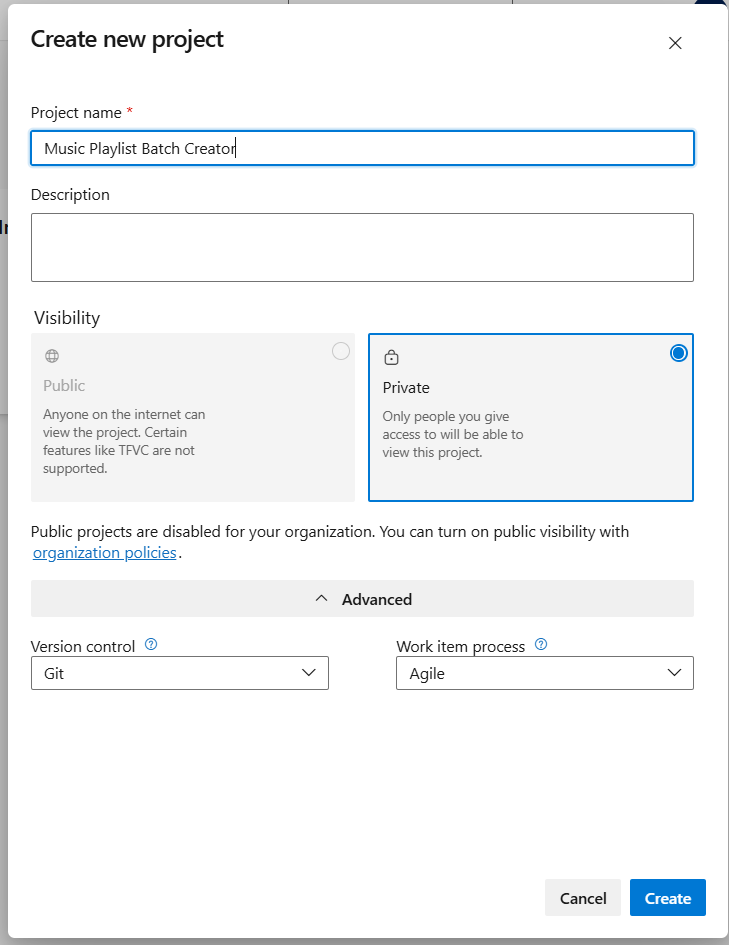 Create new project
Project name *
Music Playlist Batch Creator
Description
Visibility
Public
Anyone on the internet can
view the project. Certain
features like TFVC are not
supported.
Private
Only people you give
access to will be able to
view this project.
Public projects are disabled for your organization. You can turn on public visibility with
organization policies.
Advanced
Version control
Git
Work item process
Agile
Cancel
Create